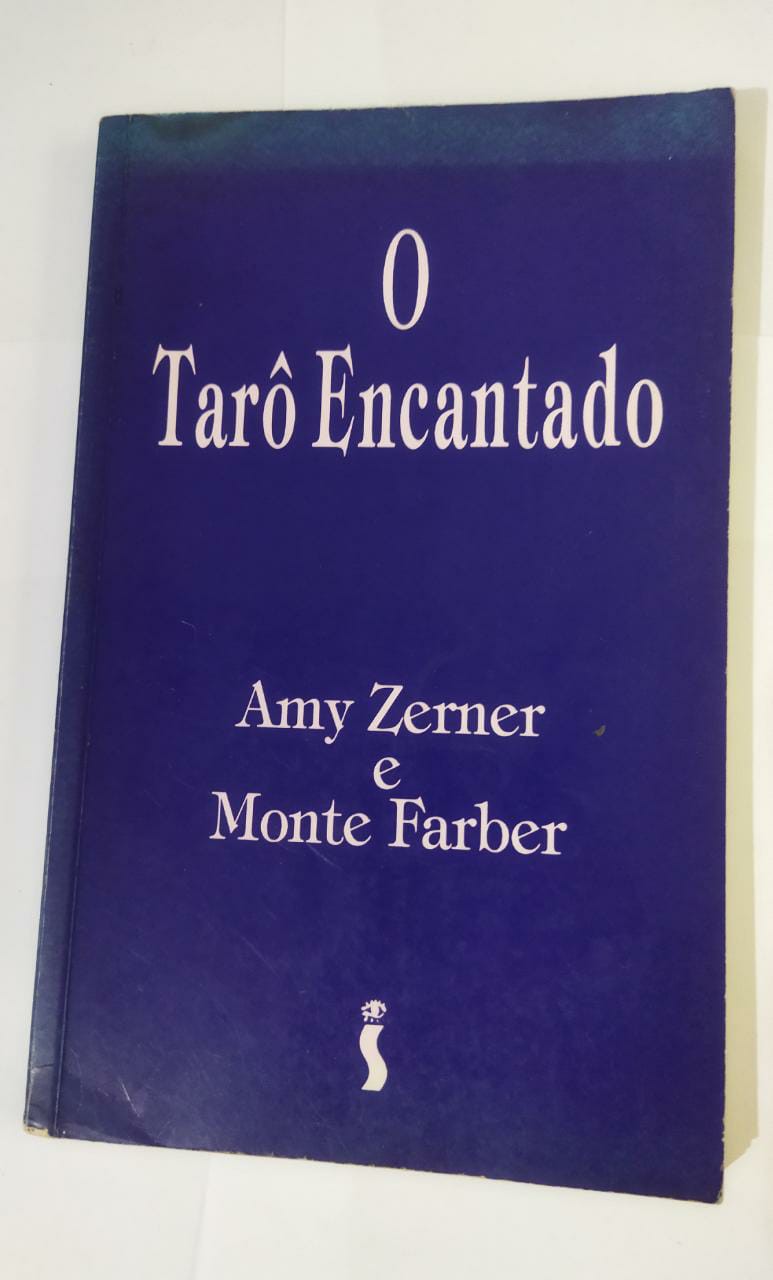 O
Tarô Encantado
Amy Zerner
e
Monte Farber